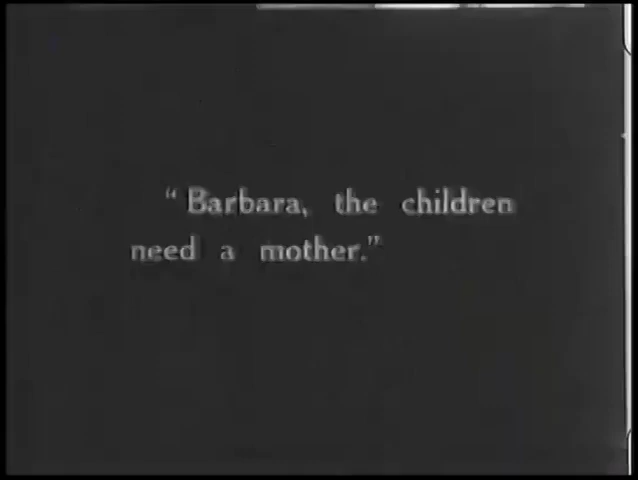 “Barbara, the children
need a mother.”